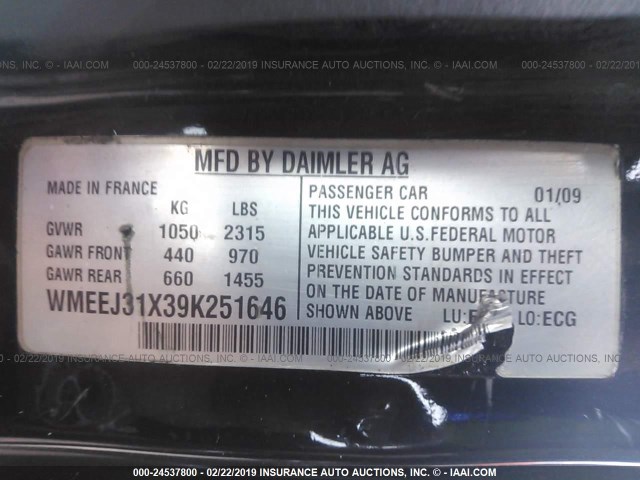 000-24537800 - 02/22/2019 INSURANCE AUTO AUCTIONS, INC. - © - IAAI.COM
MFD BY DAIMLER AG
MADE IN FRANCE
KG LBS
GVWR 1050 2315
GAWR FRONT 440 970
GAWR REAR 660 1455
WMEEJ31X39K251646
PASSENGER CAR 01/09
THIS VEHICLE CONFORMS TO ALL
APPLICABLE U.S. FEDERAL MOTOR
VEHICLE SAFETY BUMPER AND THEFT
PREVENTION STANDARDS IN EFFECT
ON THE DATE OF MANUFACTURE
SHOWN ABOVE LO:ECG
000-24537800 - 02/22/2019 INSURANCE AUTO AUCTIONS, INC. - © - IAAI.COM